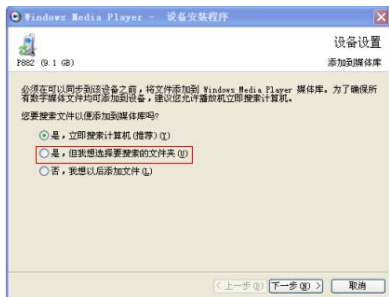 Windows Media Player - 设备安装程序
设备设置
P882 (9.1 GB)
添加到媒体库
必须在可以同步到该设备之前，将文件添加到 Windows Media Player 媒体库。为了确保所
有数字媒体文件均可添加到设备，建议您允许播放机立即搜索计算机。
您要搜索文件以便添加到媒体库吗?
是，立即搜索计算机(推荐)(Y)
是，但我想选择要搜索的文件夹(U)
否，我想以后添加文件(L)
< 上一步(B) 下一步(N) > 取消